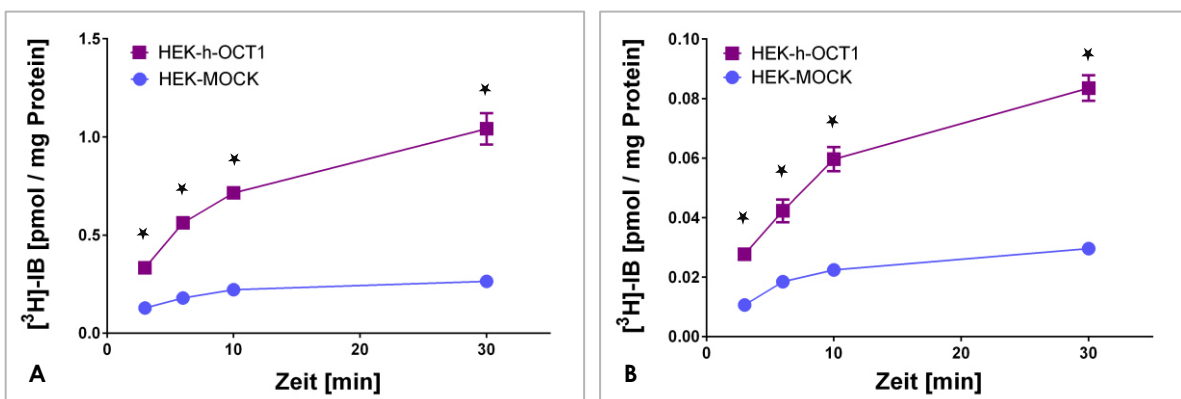 HEK-h-OCT1
HEK-MOCK
[³H]-IB [pmol / mg Protein]
1.5
1.0
0.5
0.0
0
10
20
30
Zeit [min]
A
HEK-h-OCT1
HEK-MOCK
[³H]-IB [pmol / mg Protein]
0.10
0.08
0.06
0.04
0.02
0.00
0
10
20
30
Zeit [min]
B